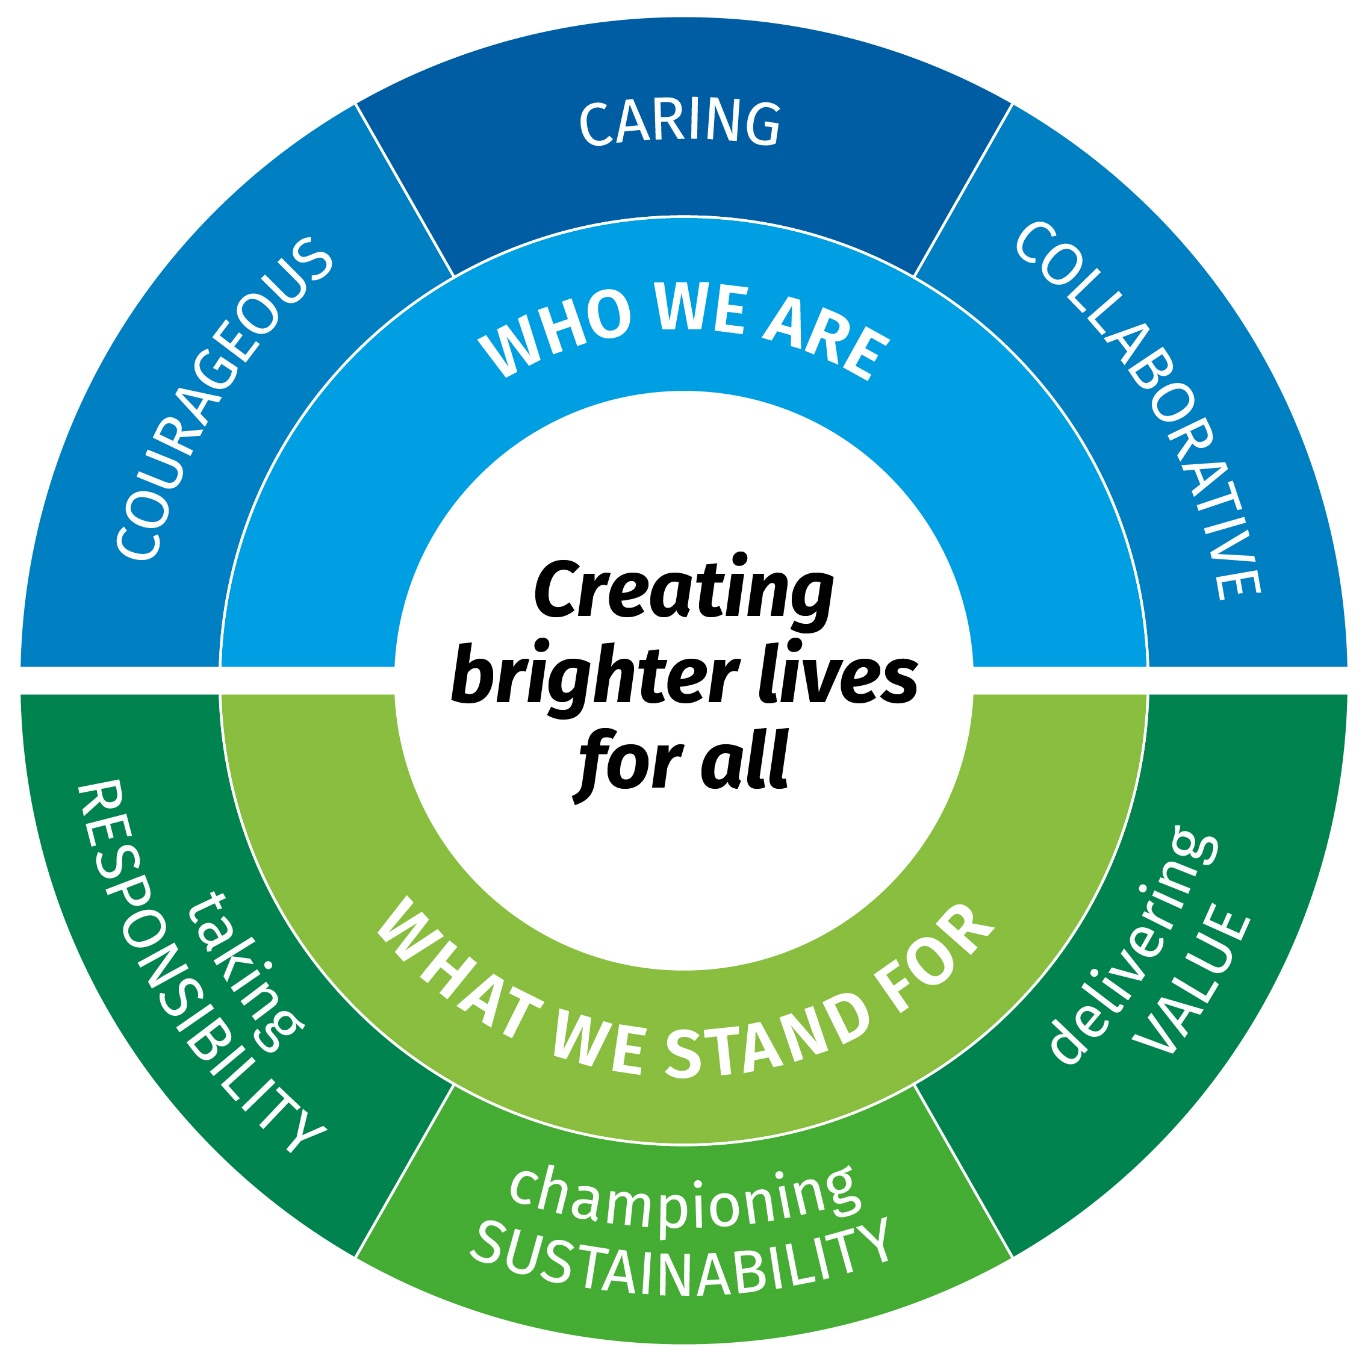 CARING
COURAGEOUS
COLLABORATIVE
WHO WE ARE
Creating
brighter lives
for all
WHAT WE STAND FOR
taking
RESPONSIBILITY
championing
SUSTAINABILITY
delivering
VALUE